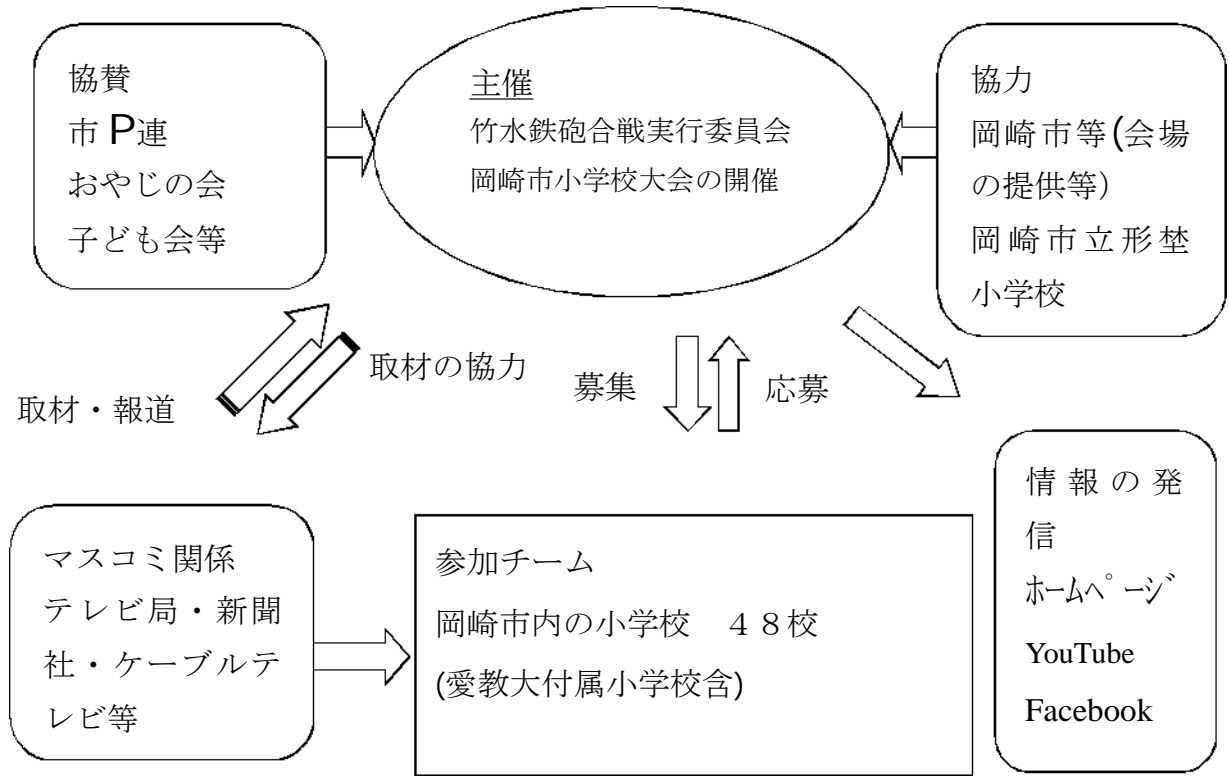 協賛
市P連
おやじの会
子ども会等
主催
竹水鉄砲合戦実行委員会
岡崎市小学校大会の開催
協力
岡崎市等(会場
の提供等)
岡崎市立形埜
小学校
取材・報道
取材の協力
募集
応募
マスコミ関係
テレビ局・新聞
社・ケーブルテ
レビ等
参加チーム
岡崎市内の小学校　４８校
(愛教大付属小学校含)
情報の発
信
ﾎｰﾑﾍﾟｰｼﾞ
YouTube
Facebook